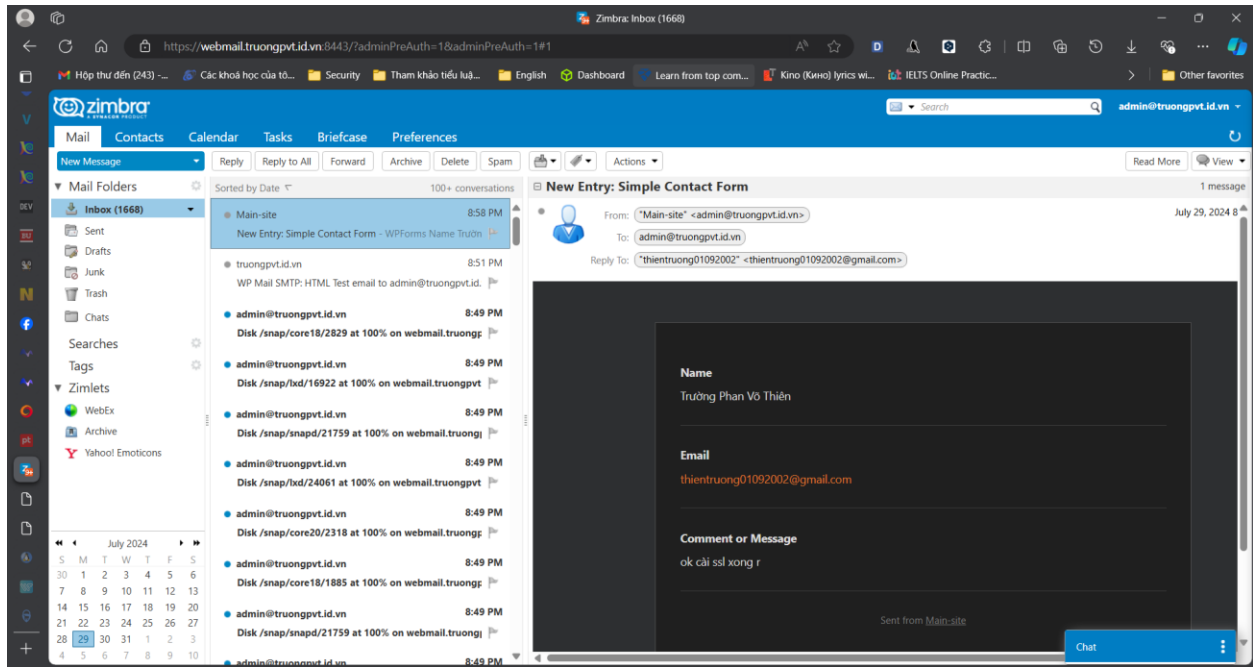 Zimbra: Inbox (1668)
https://webmail.truongpvt.id.vn:8443/?adminPreAuth=1&adminPreAuth=1#1
Hộp thư đến (243) -...
Các khoá học của tô...
Security
Tham khảo tiểu luậ...
English
Dashboard
Learn from top com...
Kino (Кино) lyrics wi...
IELTS Online Practic...
Other favorites
zimbra
A SYNACOR PRODUCT
Search
admin@truongpvt.id.vn
Mail
Contacts
Calendar
Tasks
Briefcase
Preferences
New Message
Reply
Reply to All
Forward
Archive
Delete
Spam
Actions
Read More
View
Mail Folders
Inbox (1668)
Sent
Drafts
Junk
Trash
Chats
Searches
Tags
Zimlets
WebEx
Archive
Yahoo! Emoticons
July 2024
S M T W T F S
30 1 2 3 4 5 6
7 8 9 10 11 12 13
14 15 16 17 18 19 20
21 22 23 24 25 26 27
28 29 30 31 1 2 3
4 5 6 7 8 9 10
Sorted by Date
100+ conversations
Main-site 8:58 PM
New Entry: Simple Contact Form - WPForms Name Trườn
truongpvt.id.vn 8:51 PM
WP Mail SMTP: HTML Test email to admin@truongpvt.id.
admin@truongpvt.id.vn 8:49 PM
Disk /snap/core18/2829 at 100% on webmail.truongp
admin@truongpvt.id.vn 8:49 PM
Disk /snap/lxd/16922 at 100% on webmail.truongpvt
admin@truongpvt.id.vn 8:49 PM
Disk /snap/snapd/21759 at 100% on webmail.truong
admin@truongpvt.id.vn 8:49 PM
Disk /snap/lxd/24061 at 100% on webmail.truongpvt
admin@truongpvt.id.vn 8:49 PM
Disk /snap/core20/2318 at 100% on webmail.truongp
admin@truongpvt.id.vn 8:49 PM
Disk /snap/core18/1885 at 100% on webmail.truongp
admin@truongpvt.id.vn 8:49 PM
Disk /snap/snapd/21759 at 100% on webmail.truong
admin@truongpvt.id.vn 8:49 PM
New Entry: Simple Contact Form
1 message
From: "Main-site" <admin@truongpvt.id.vn>
July 29, 2024 8
To: admin@truongpvt.id.vn
Reply To: "thientruong01092002" <thientruong01092002@gmail.com>
Name
Trường Phan Võ Thiên
Email
thientruong01092002@gmail.com
Comment or Message
ok cài ssl xong r
Sent from Main-site
Chat